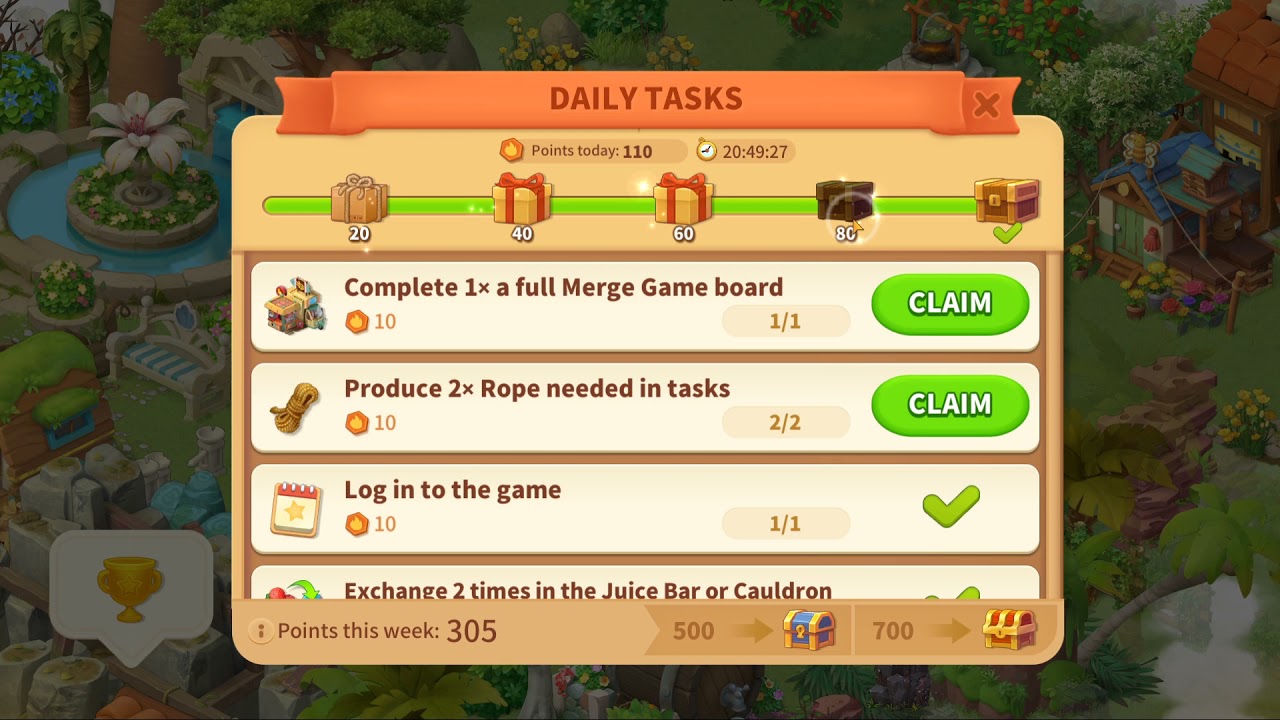 DAILY TASKS
Points today: 110
20:49:27
20
40
60
80
Complete 1× a full Merge Game board
10
1/1
CLAIM
Produce 2× Rope needed in tasks
10
2/2
CLAIM
Log in to the game
10
1/1
Exchange 2 times in the Juice Bar or Cauldron
Points this week: 305
500
700